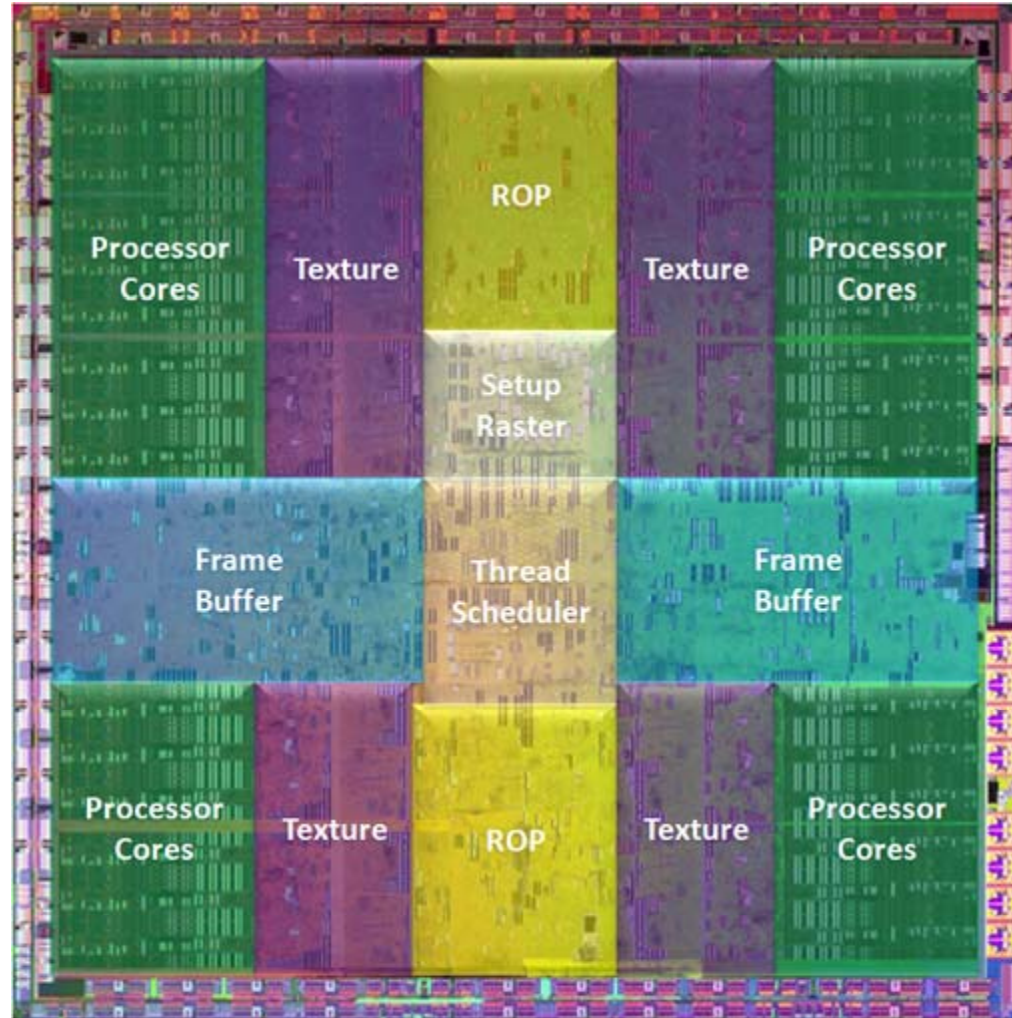 ROP
Processor
Cores
Texture
Texture
Processor
Cores
Setup
Raster
Frame
Buffer
Thread
Scheduler
Frame
Buffer
Processor
Cores
Texture
ROP
Texture
Processor
Cores